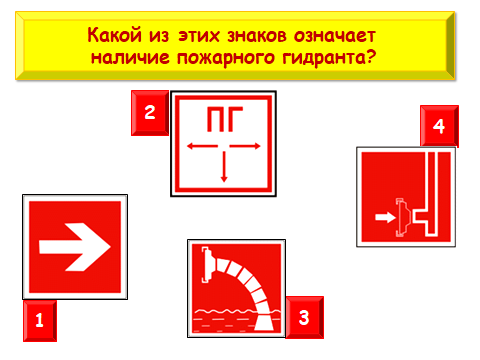 Какой из этих знаков означает
наличие пожарного гидранта?
2
ПГ
4
1
3